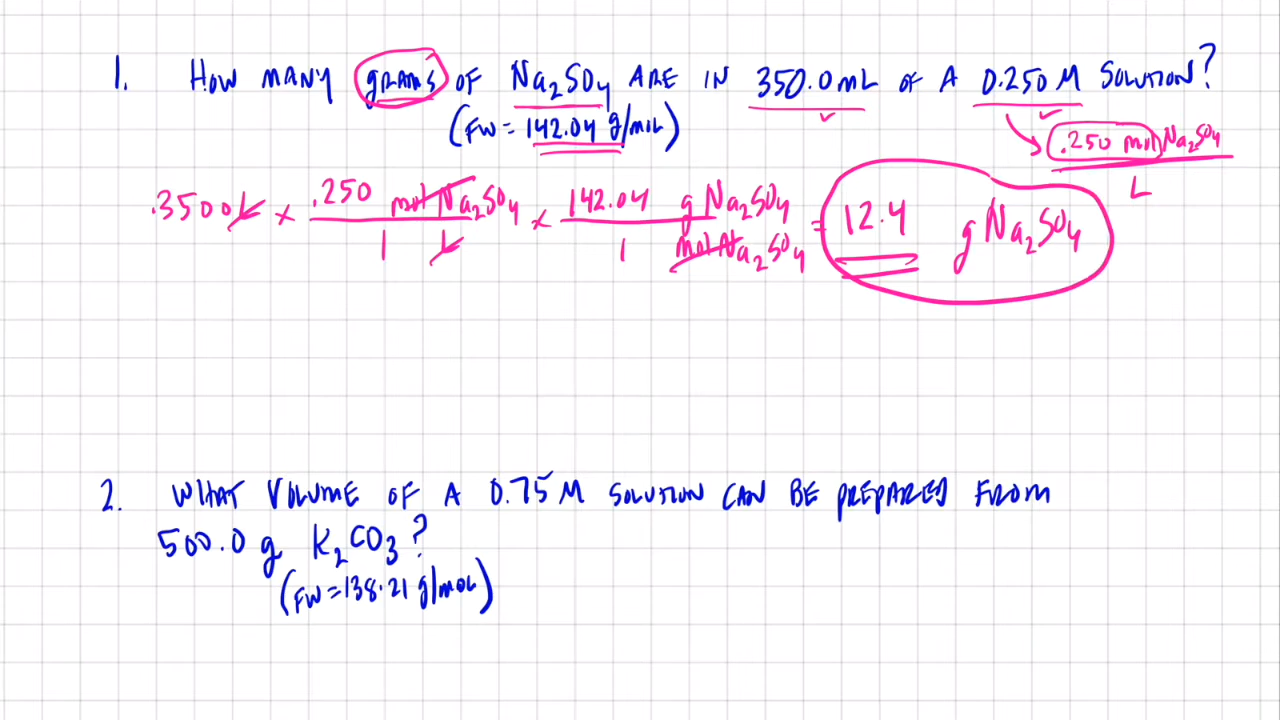 1. HOW MANY grams OF Na₂SO₄ ARE IN 350.0 mL OF A 0.250 M SOLUTION?
(FW = 142.04 g/mol)
.250 mol Na₂SO₄
L
.3500 L × .250 mol Na₂SO₄ × 142.04 g Na₂SO₄ = 12.4 g Na₂SO₄
1 L 1 mol Na₂SO₄
2. WHAT VOLUME OF A 0.75 M SOLUTION CAN BE PREPARED FROM
500.0 g K₂CO₃?
(FW = 138.21 g/mol)